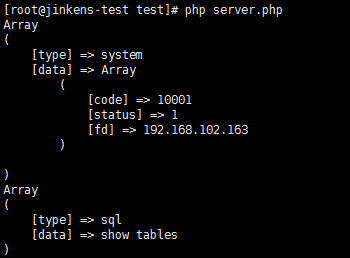 [root@jinkens-test test]# php server.php
Array
(
    [type] => system
    [data] => Array
        (
            [code] => 10001
            [status] => 1
            [fd] => 192.168.102.163
        )

)
Array
(
    [type] => sql
    [data] => show tables
)